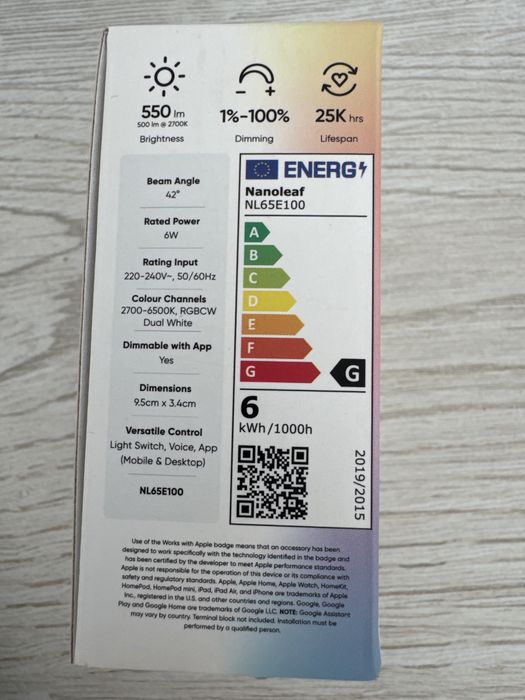 550 lm
500 lm @ 2700K
Brightness
1%-100%
Dimming
25K hrs
Lifespan
Beam Angle
42°
Rated Power
6W
Rating Input
220-240V~, 50/60Hz
Colour Channels
2700-6500K, RGBCW
Dual White
Dimmable with App
Yes
Dimensions
9.5cm x 3.4cm
Versatile Control
Light Switch, Voice, App
(Mobile & Desktop)
NL65E100
ENERG
Nanoleaf
NL65E100
A
B
C
D
E
F
G
G
6
kWh/1000h
2019/2015
Use of the Works with Apple badge means that an accessory has been
designed to work specifically with the technology identified in the badge and
has been certified by the developer to meet Apple performance standards.
Apple is not responsible for the operation of this device or its compliance with
safety and regulatory standards. Apple, Apple Home, Apple Watch, HomeKit,
HomePod, HomePod mini, iPad, iPad Air, and iPhone are trademarks of Apple
Inc., registered in the U.S. and other countries and regions. Google, Google
Play and Google Home are trademarks of Google LLC. NOTE: Google Assistant
may vary by country. Terminal block not included. Installation must be
performed by a qualified person.